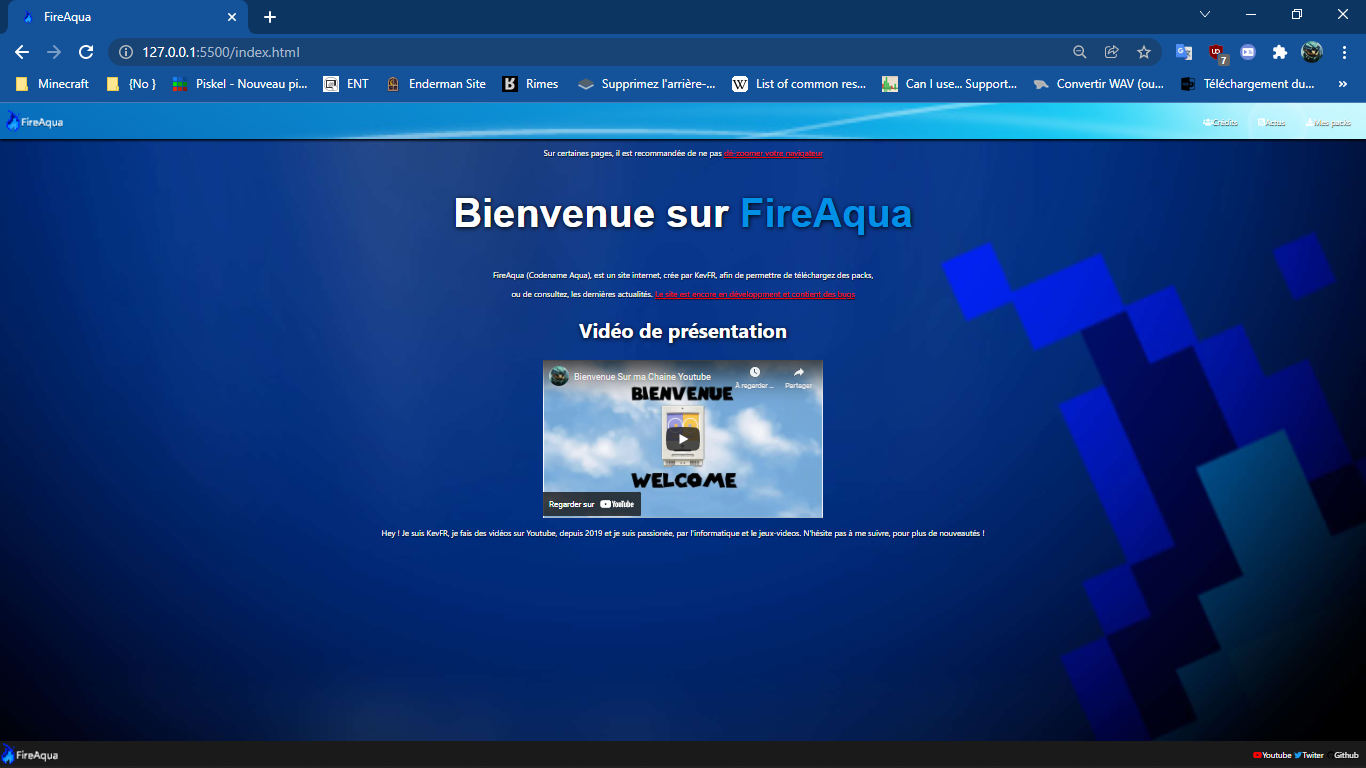 FireAqua
127.0.0.1:5500/index.html
7
Minecraft {No } Piskel - Nouveau pi... ENT Enderman Site Rimes Supprimez l'arrière-... List of common res... Can I use... Support... Convertir WAV (ou... Téléchargement du... »
FireAqua Crédits Actus Mes packs
Sur certaines pages, il est recommandée de ne pas dé-zoomer votre navigateur
Bienvenue sur FireAqua
FireAqua (Codename Aqua), est un site internet, crée par KevFR, afin de permettre de téléchargez des packs,
ou de consultez, les dernières actualités. Le site est encore en développment et contient des bugs
Vidéo de présentation
Bienvenue Sur ma Chaine Youtube
À regarder ... Partager
BIENVENUE
WELCOME
Regarder sur YouTube
Hey ! Je suis KevFR, je fais des vidéos sur Youtube, depuis 2019 et je suis passionée, par l'informatique et le jeux-videos. N'hésite pas à me suivre, pour plus de nouveautés !
FireAqua Youtube Twiter Github